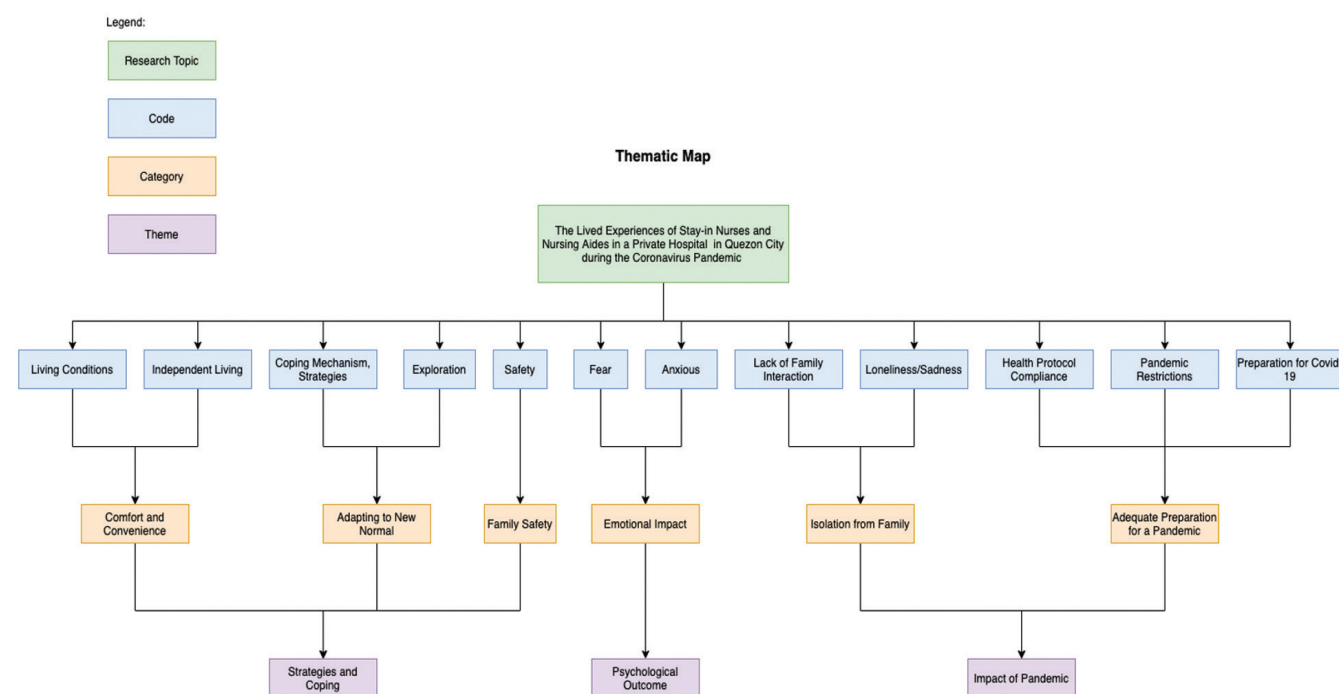 Legend:
Research Topic
Code
Category
Theme
Thematic Map
The Lived Experiences of Stay-in Nurses and
Nursing Aides in a Private Hospital in Quezon City
during the Coronavirus Pandemic
Living Conditions
Independent Living
Coping Mechanism,
Strategies
Exploration
Safety
Fear
Anxious
Lack of Family
Interaction
Loneliness/Sadness
Health Protocol
Compliance
Pandemic
Restrictions
Preparation for Covid
19
Comfort and
Convenience
Adapting to New
Normal
Family Safety
Emotional Impact
Isolation from Family
Adequate Preparation
for a Pandemic
Strategies and
Coping
Psychological
Outcome
Impact of Pandemic